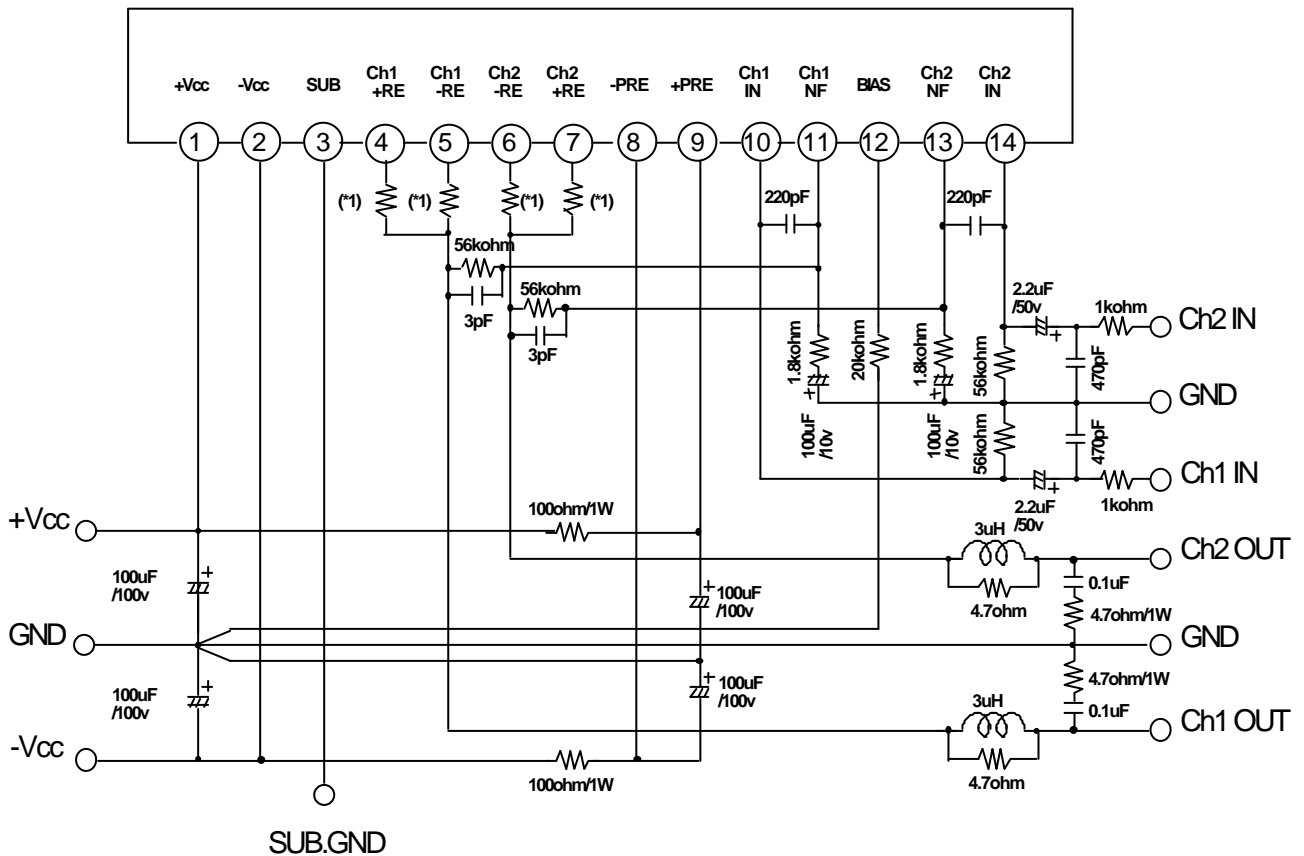 +Vcc
-Vcc
SUB
Ch1
+RE
Ch1
-RE
Ch2
-RE
Ch2
+RE
-PRE
+PRE
Ch1
IN
Ch1
NF
BIAS
Ch2
NF
Ch2
IN
1
2
3
4
5
6
7
8
9
10
11
12
13
14
(*1)
(*1)
(*1)
(*1)
220pF
220pF
56kohm
3pF
56kohm
3pF
2.2uF
/50v
1kohm
Ch2 IN
1.8kohm
20kohm
1.8kohm
56kohm
470pF
GND
100uF
/10v
100uF
/10v
56kohm
470pF
Ch1 IN
2.2uF
/50v
1kohm
+Vcc
100ohm/1W
3uH
Ch2 OUT
100uF
/100v
100uF
/100v
4.7ohm
0.1uF
4.7ohm/1W
GND
GND
100uF
/100v
100uF
/100v
4.7ohm/1W
3uH
0.1uF
Ch1 OUT
-Vcc
100ohm/1W
4.7ohm
SUB.GND